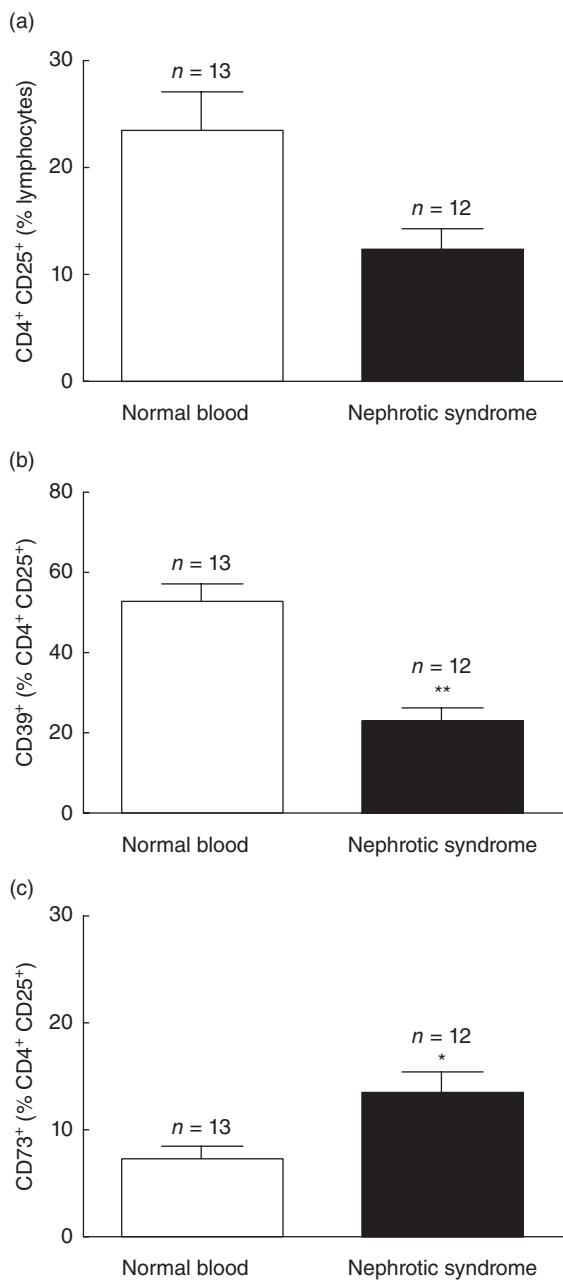 (a)
30
20
10
0
CD4⁺ CD25⁺ (% lymphocytes)
n = 13
n = 12
Normal blood
Nephrotic syndrome
(b)
80
60
40
20
0
CD39⁺ (% CD4⁺ CD25⁺)
n = 13
n = 12
**
Normal blood
Nephrotic syndrome
(c)
30
20
10
0
CD73⁺ (% CD4⁺ CD25⁺)
n = 13
n = 12
*
Normal blood
Nephrotic syndrome